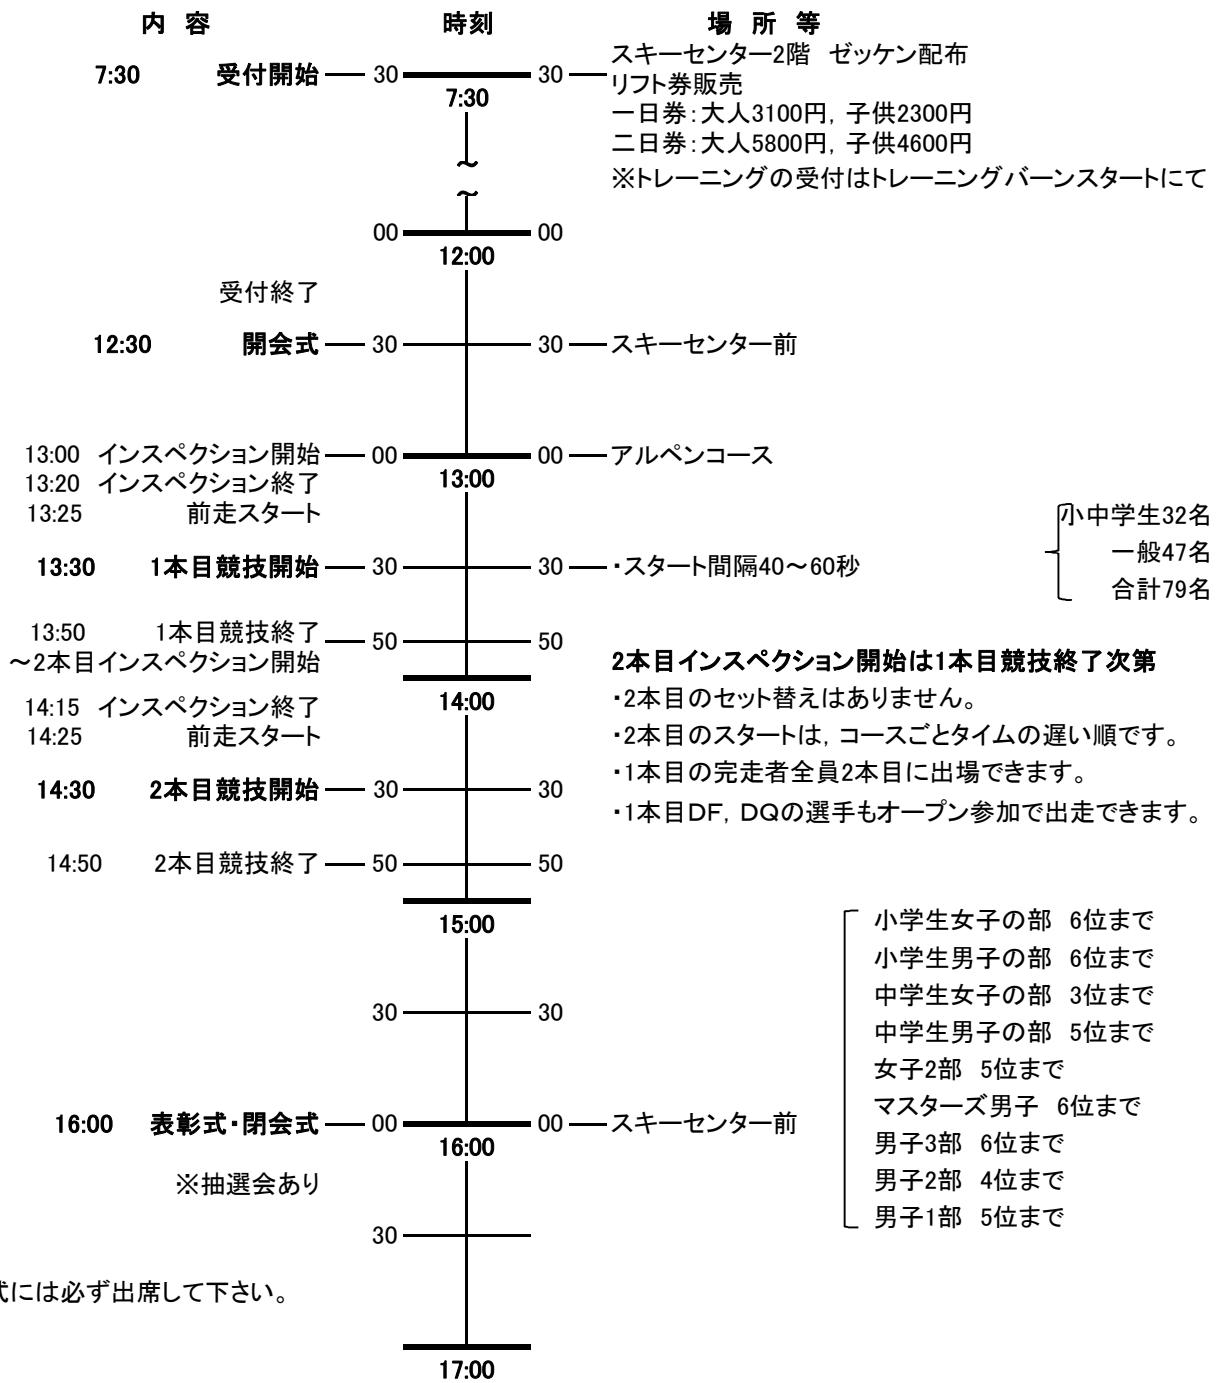 内 容 時刻 場 所 等
7:30 受付開始 30 30 スキーセンター2階 ゼッケン配布
7:30
リフト券販売
一日券：大人3100円，子供2300円
二日券：大人5800円，子供4600円
※トレーニングの受付はトレーニングバーンスタートにて
～
～
00 00
12:00
受付終了
12:30 開会式 30 30 スキーセンター前
13:00 インスペクション開始 00 00 アルペンコース
13:00
13:20 インスペクション終了
13:25 前走スタート
小中学生32名
一般47名
合計79名
13:30 1本目競技開始 30 30 ・スタート間隔40～60秒
13:50 1本目競技終了 50 50
～2本目インスペクション開始
2本目インスペクション開始は1本目競技終了次第
14:00
・2本目のセット替えはありません。
14:15 インスペクション終了
14:25 前走スタート
・2本目のスタートは，コースごとタイムの遅い順です。
・1本目の完走者全員2本目に出場できます。
14:30 2本目競技開始 30 30
・1本目DF，DQの選手もオープン参加で出走できます。
14:50 2本目競技終了 50 50
15:00
小学生女子の部 6位まで
小学生男子の部 6位まで
中学生女子の部 3位まで
中学生男子の部 5位まで
女子2部 5位まで
マスターズ男子 6位まで
男子3部 6位まで
男子2部 4位まで
男子1部 5位まで
30 30
16:00 表彰式・閉会式 00 00 スキーセンター前
16:00
※抽選会あり
30
式には必ず出席して下さい。
17:00